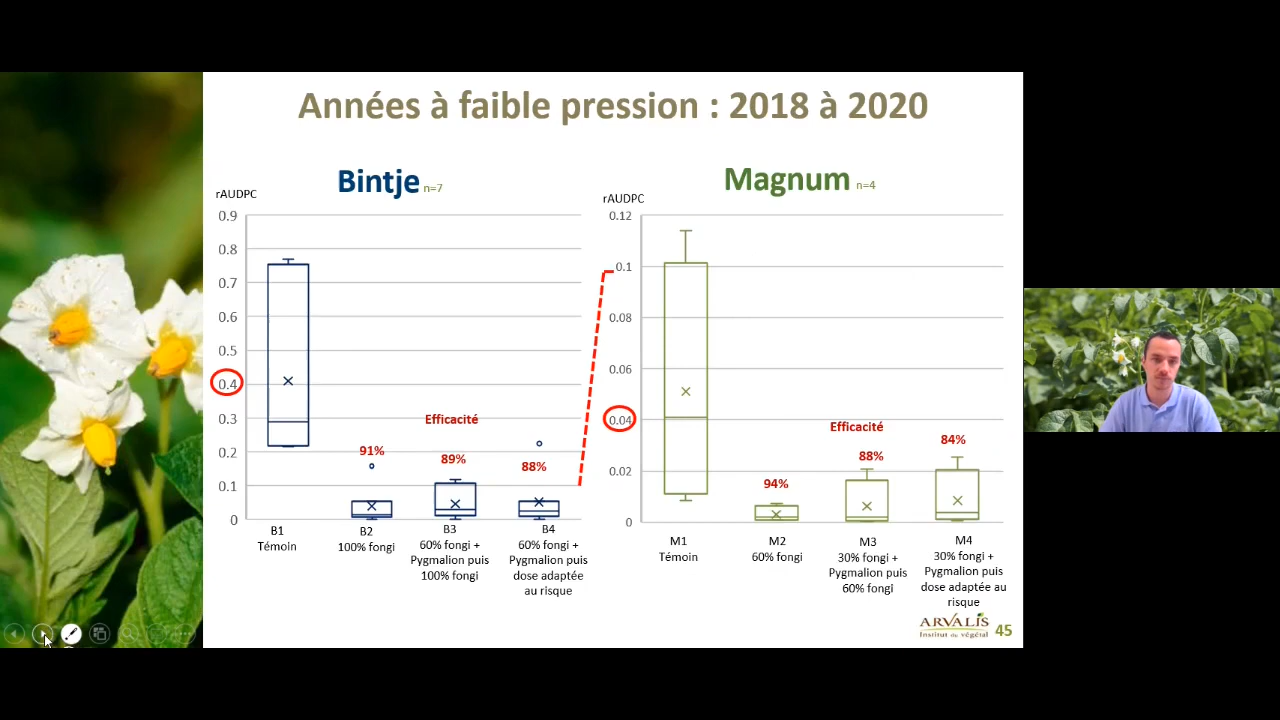 Années à faible pression : 2018 à 2020
Bintje n=7
rAUDPC
0.9
0.8
0.7
0.6
0.5
0.4
0.3
0.2
0.1
0
Efficacité
91%
89%
88%
B1
Témoin
B2
100% fongi
B3
60% fongi +
Pygmalion puis
100% fongi
B4
60% fongi +
Pygmalion puis
dose adaptée
au risque
Magnum n=4
rAUDPC
0.12
0.1
0.08
0.06
0.04
0.02
0
Efficacité
94%
88%
84%
M1
Témoin
M2
60% fongi
M3
30% fongi +
Pygmalion puis
60% fongi
M4
30% fongi +
Pygmalion puis
dose adaptée au
risque
ARVALIS
Institut du végétal
45